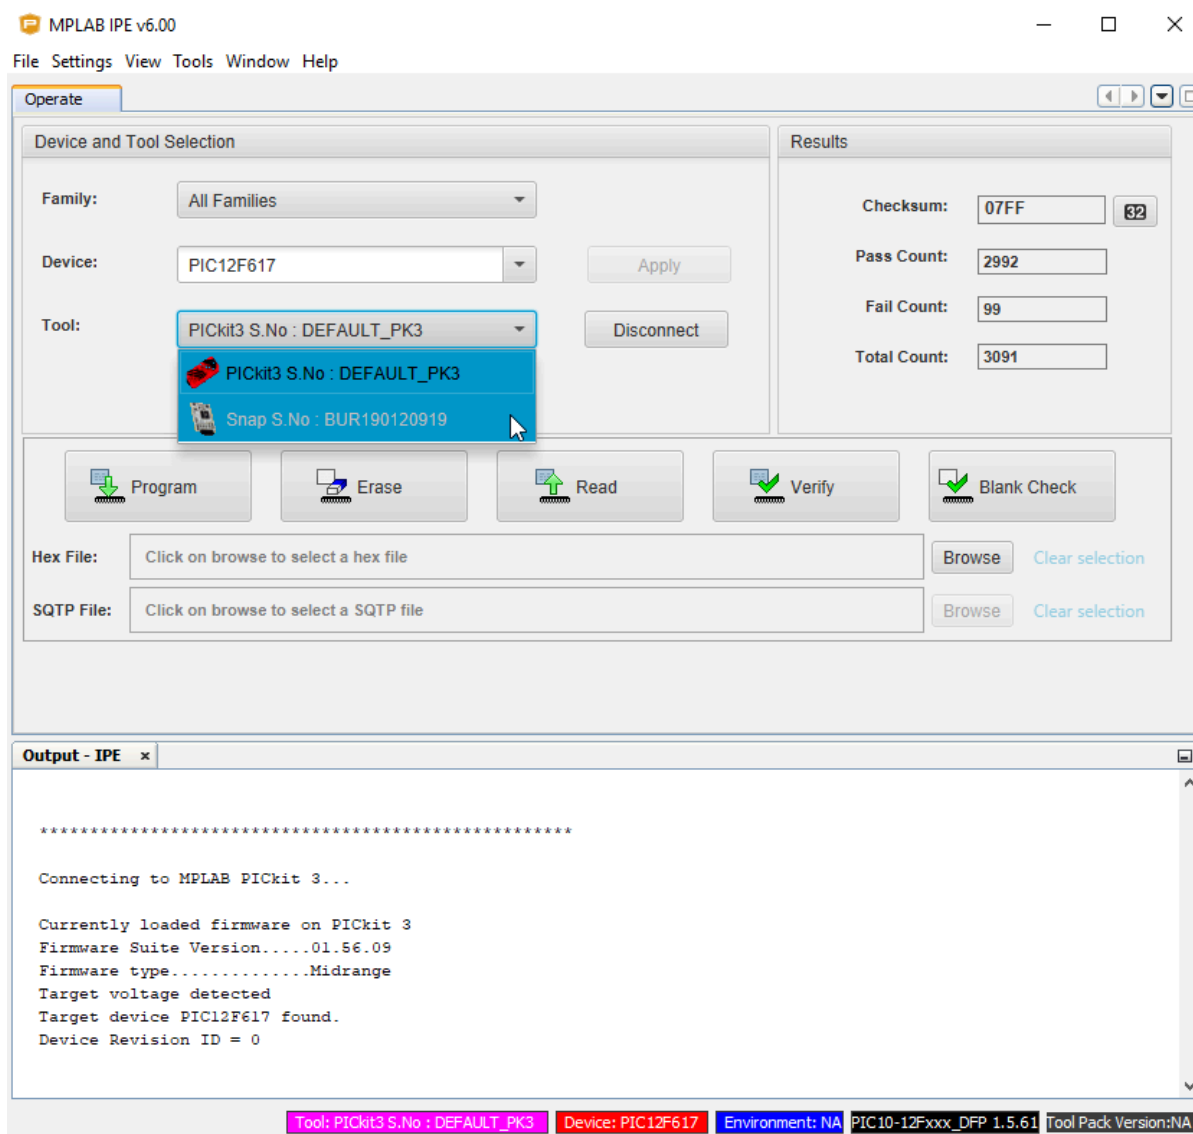 MPLAB IPE v6.00
File Settings View Tools Window Help
Operate
Device and Tool Selection
Results
Family:
All Families
Checksum:
07FF
32
Device:
PIC12F617
Apply
Pass Count:
2992
Fail Count:
99
Tool:
PICkit3 S.No : DEFAULT_PK3
Disconnect
Total Count:
3091
PICkit3 S.No : DEFAULT_PK3
Snap S.No : BUR190120919
Program
Erase
Read
Verify
Blank Check
Hex File:
Click on browse to select a hex file
Browse
Clear selection
SQTP File:
Click on browse to select a SQTP file
Browse
Clear selection
Output - IPE ×
*****************************************************
Connecting to MPLAB PICkit 3...
Currently loaded firmware on PICkit 3
Firmware Suite Version.....01.56.09
Firmware type..............Midrange
Target voltage detected
Target device PIC12F617 found.
Device Revision ID = 0
Tool: PICkit3 S.No : DEFAULT_PK3
Device: PIC12F617
Environment: NA
PIC10-12Fxxx_DFP 1.5.61
Tool Pack Version:NA